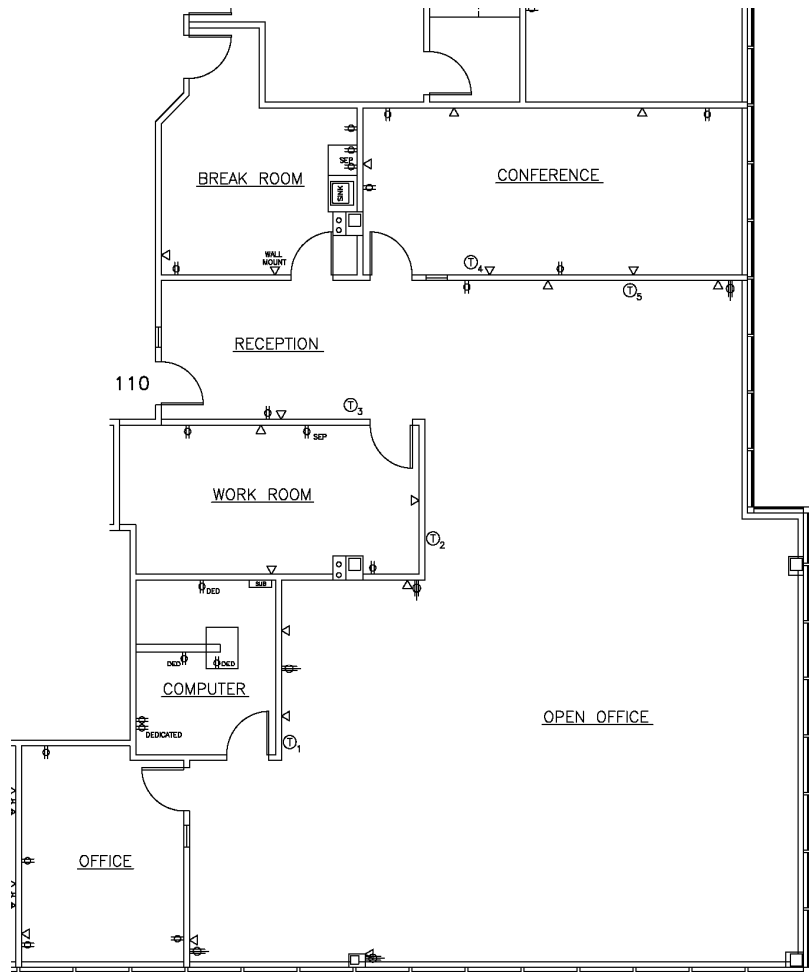 SEP
BREAK ROOM
CONFERENCE
SINK
WALL
MOUNT
T4
T5
RECEPTION
110
T3
SEP
WORK ROOM
T2
SUB
DED
DED
DED
COMPUTER
DEDICATED
OPEN OFFICE
T1
OFFICE